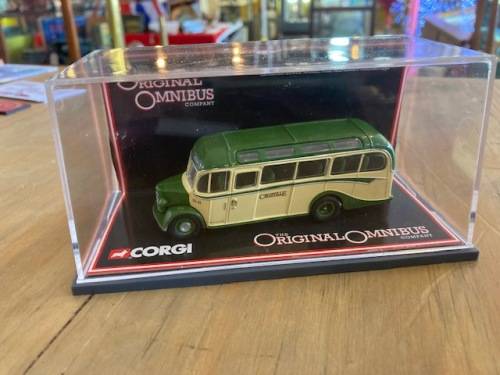 ORIGINAL
OMNIBUS
COMPANY
CORGI
THE
ORIGINAL OMNIBUS
COMPANY